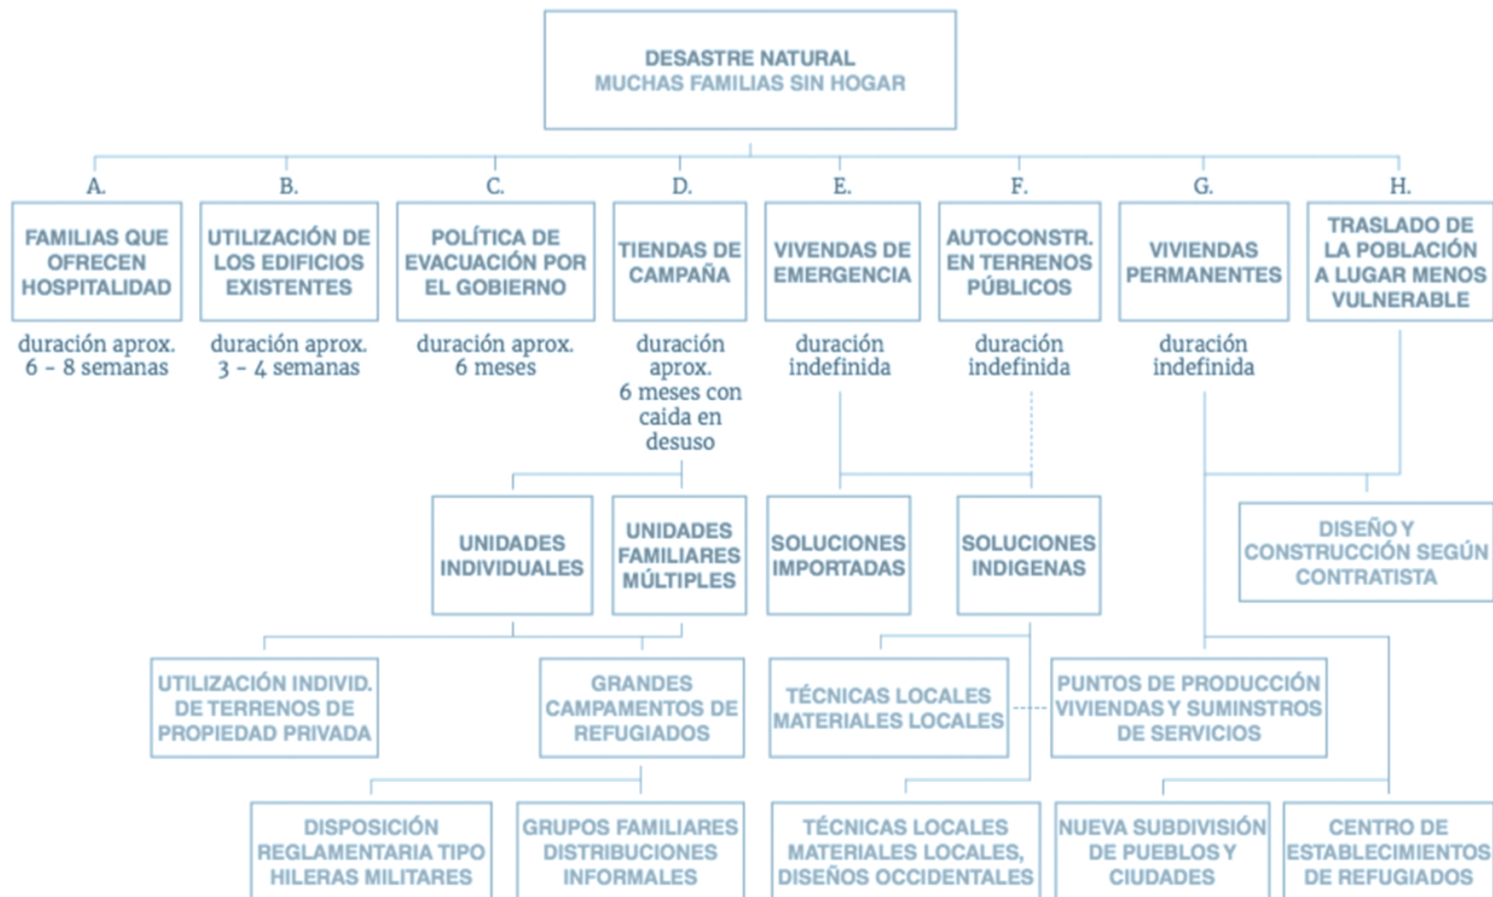 DESASTRE NATURAL
MUCHAS FAMILIAS SIN HOGAR
A.
FAMILIAS QUE
OFRECEN
HOSPITALIDAD
duración aprox.
6 - 8 semanas
B.
UTILIZACIÓN DE
LOS EDIFICIOS
EXISTENTES
duración aprox.
3 - 4 semanas
C.
POLÍTICA DE
EVACUACIÓN POR
EL GOBIERNO
duración aprox.
6 meses
D.
TIENDAS DE
CAMPAÑA
duración
aprox.
6 meses con
caida en
desuso
E.
VIVENDAS DE
EMERGENCIA
duración
indefinida
F.
AUTOCONSTR.
EN TERRENOS
PÚBLICOS
duración
indefinida
G.
VIVIENDAS
PERMANENTES
duración
indefinida
H.
TRASLADO DE
LA POBLACIÓN
A LUGAR MENOS
VULNERABLE
UNIDADES
INDIVIDUALES
UNIDADES
FAMILIARES
MÚLTIPLES
SOLUCIONES
IMPORTADAS
SOLUCIONES
INDIGENAS
DISEÑO Y
CONSTRUCCIÓN SEGÚN
CONTRATISTA
UTILIZACIÓN INDIVID.
DE TERRENOS DE
PROPIEDAD PRIVADA
GRANDES
CAMPAMENTOS DE
REFUGIADOS
TÉCNICAS LOCALES
MATERIALES LOCALES
PUNTOS DE PRODUCCIÓN
VIVIENDAS Y SUMINSTROS
DE SERVICIOS
DISPOSICIÓN
REGLAMENTARIA TIPO
HILERAS MILITARES
GRUPOS FAMILIARES
DISTRIBUCIONES
INFORMALES
TÉCNICAS LOCALES
MATERIALES LOCALES,
DISEÑOS OCCIDENTALES
NUEVA SUBDIVISIÓN
DE PUEBLOS Y
CIUDADES
CENTRO DE
ESTABLECIMIENTOS
DE REFUGIADOS